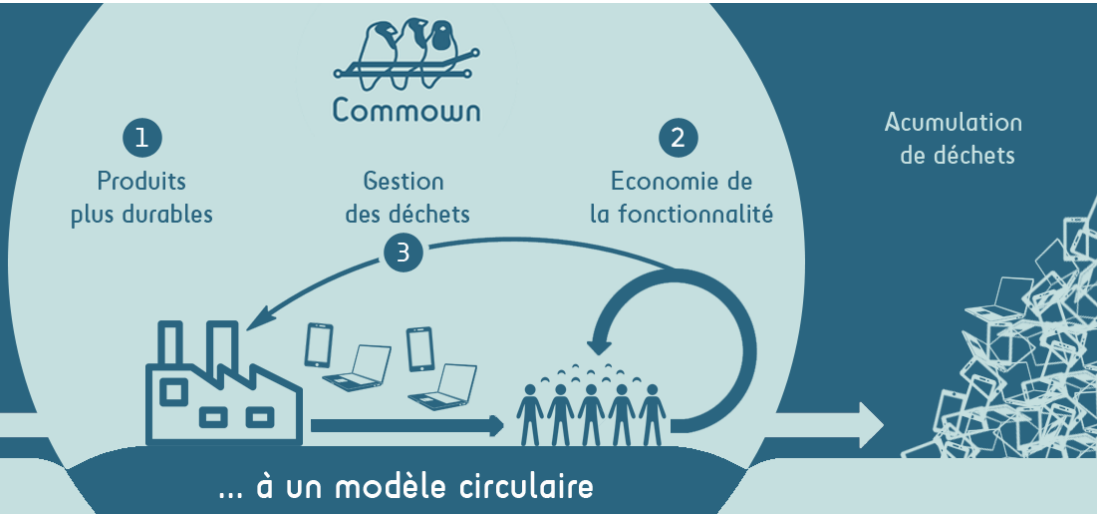 Commown
1
Produits
plus durables
Gestion
des déchets
3
2
Economie de
la fonctionnalité
Acumulation
de déchets
... à un modèle circulaire